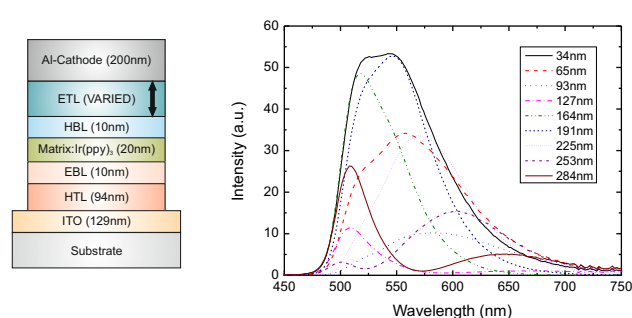 Al-Cathode (200nm)
ETL (VARIED)
HBL (10nm)
Matrix:Ir(ppy)₃ (20nm)
EBL (10nm)
HTL (94nm)
ITO (129nm)
Substrate
60
50
40
30
20
10
0
Intensity (a.u.)
34nm
65nm
93nm
127nm
164nm
191nm
225nm
253nm
284nm
450 500 550 600 650 700 750
Wavelength (nm)